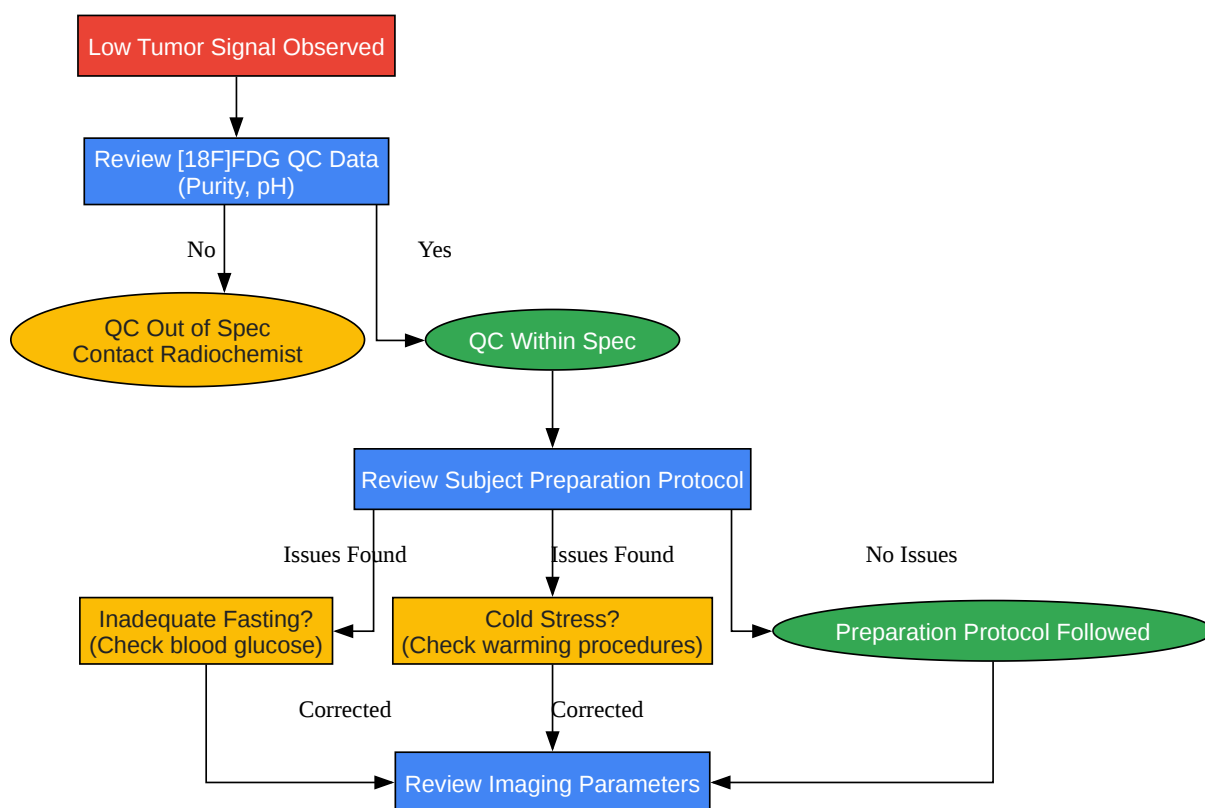 Low Tumor Signal Observed
Review [18F]FDG QC Data
(Purity, pH)
No
Yes
QC Out of Spec
Contact Radiochemist
QC Within Spec
Review Subject Preparation Protocol
Issues Found
Issues Found
No Issues
Inadequate Fasting?
(Check blood glucose)
Cold Stress?
(Check warming procedures)
Preparation Protocol Followed
Corrected
Corrected
Review Imaging Parameters